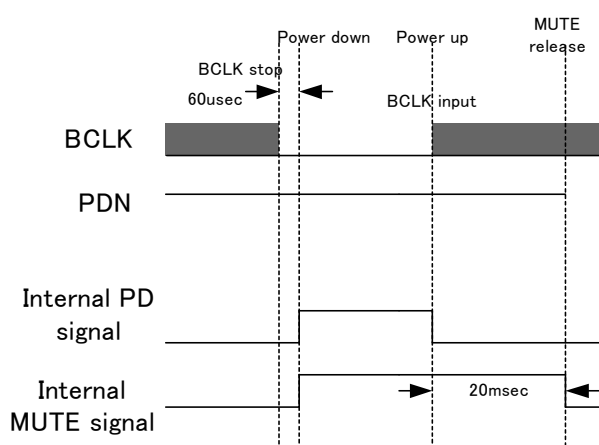 MUTE
release
Power down
Power up
BCLK stop
60usec
BCLK input
BCLK
PDN
Internal PD
signal
Internal
MUTE signal
20msec